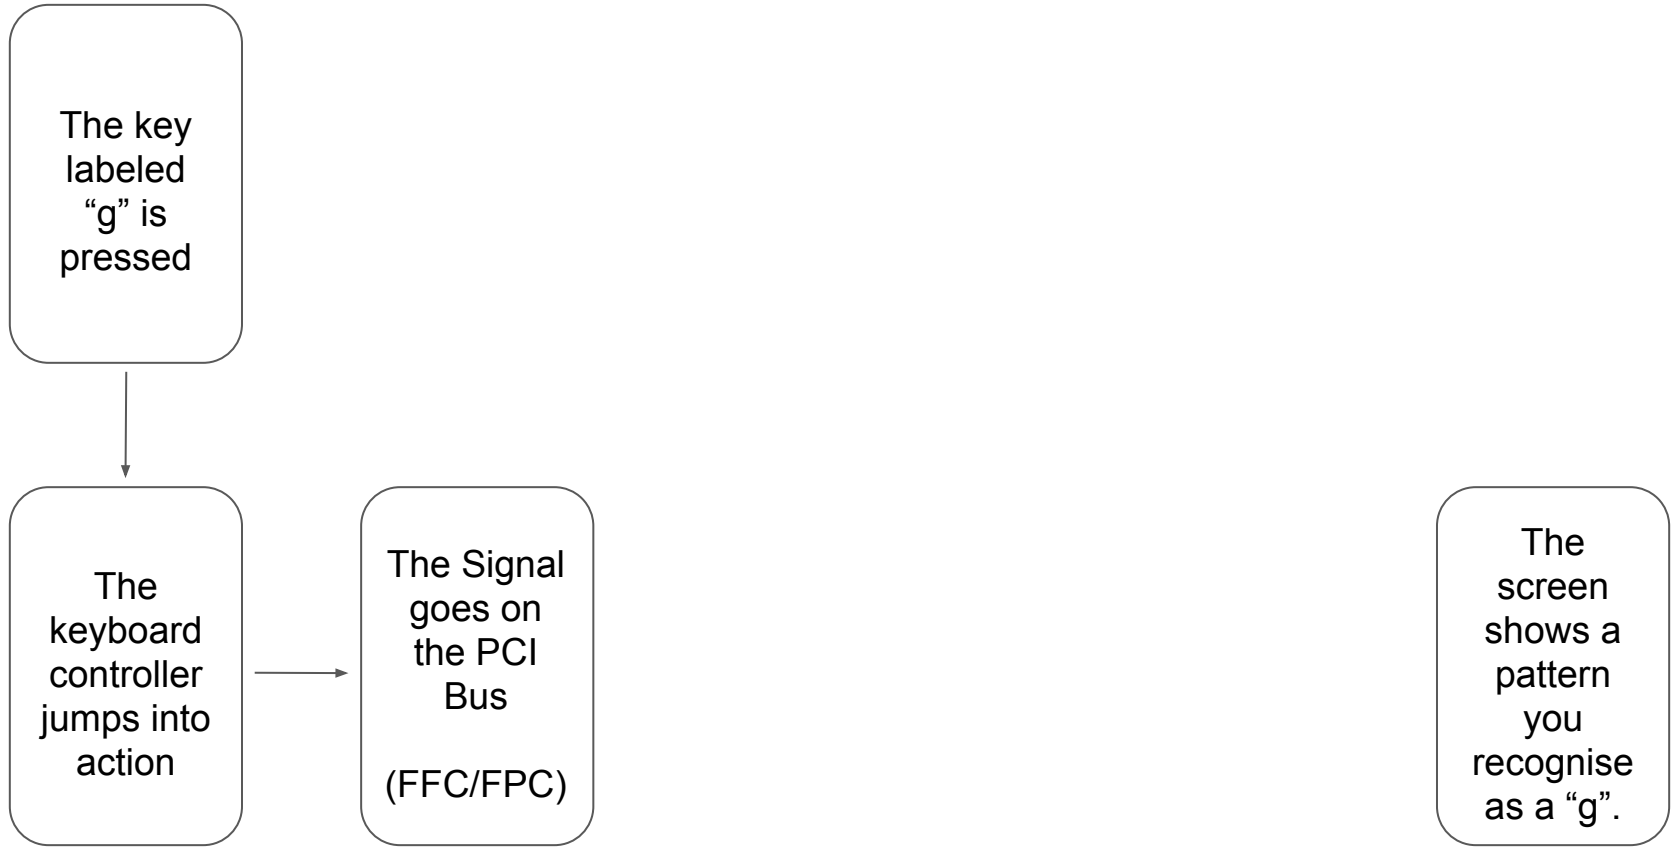 The key
labeled
“g” is
pressed
The
keyboard
controller
jumps into
action
The Signal
goes on
the PCI
Bus
(FFC/FPC)
The
screen
shows a
pattern
you
recognise
as a “g”.